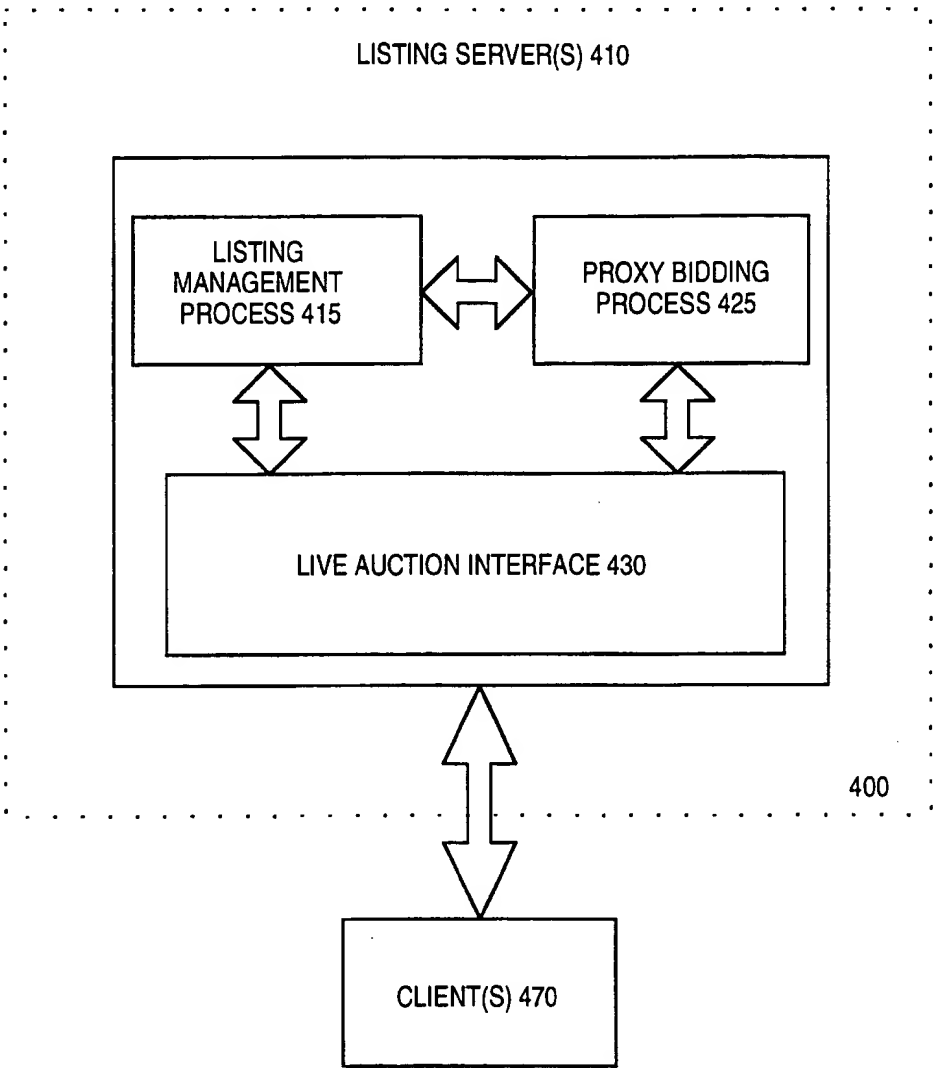 LISTING SERVER(S) 410
LISTING
MANAGEMENT
PROCESS 415
PROXY BIDDING
PROCESS 425
LIVE AUCTION INTERFACE 430
400
CLIENT(S) 470